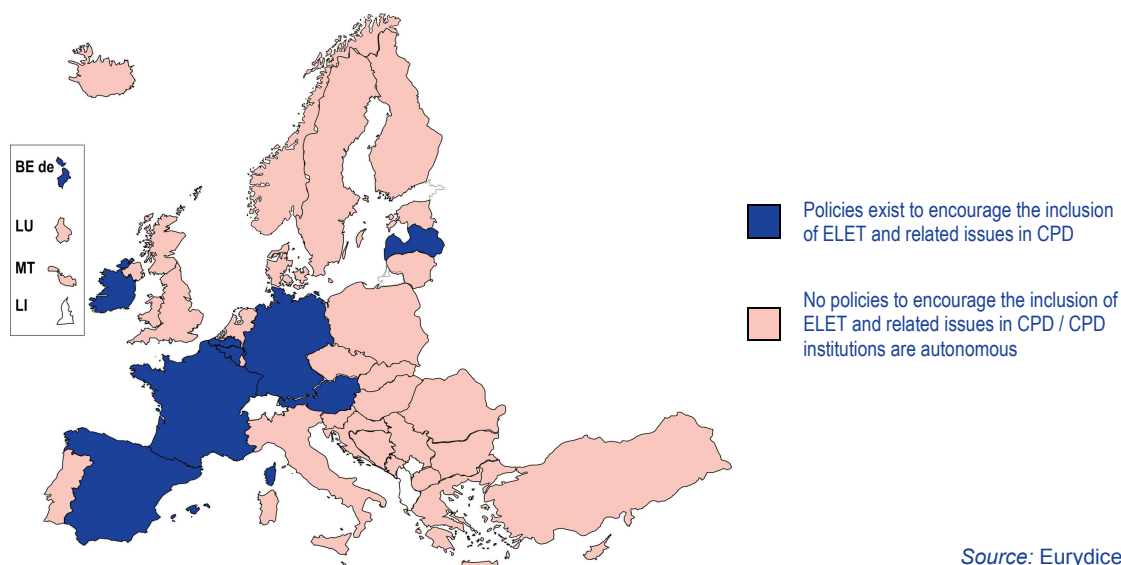 BE de
LU
MT
LI
Policies exist to encourage the inclusion
of ELET and related issues in CPD
No policies to encourage the inclusion of
ELET and related issues in CPD / CPD
institutions are autonomous
Source: Eurydice